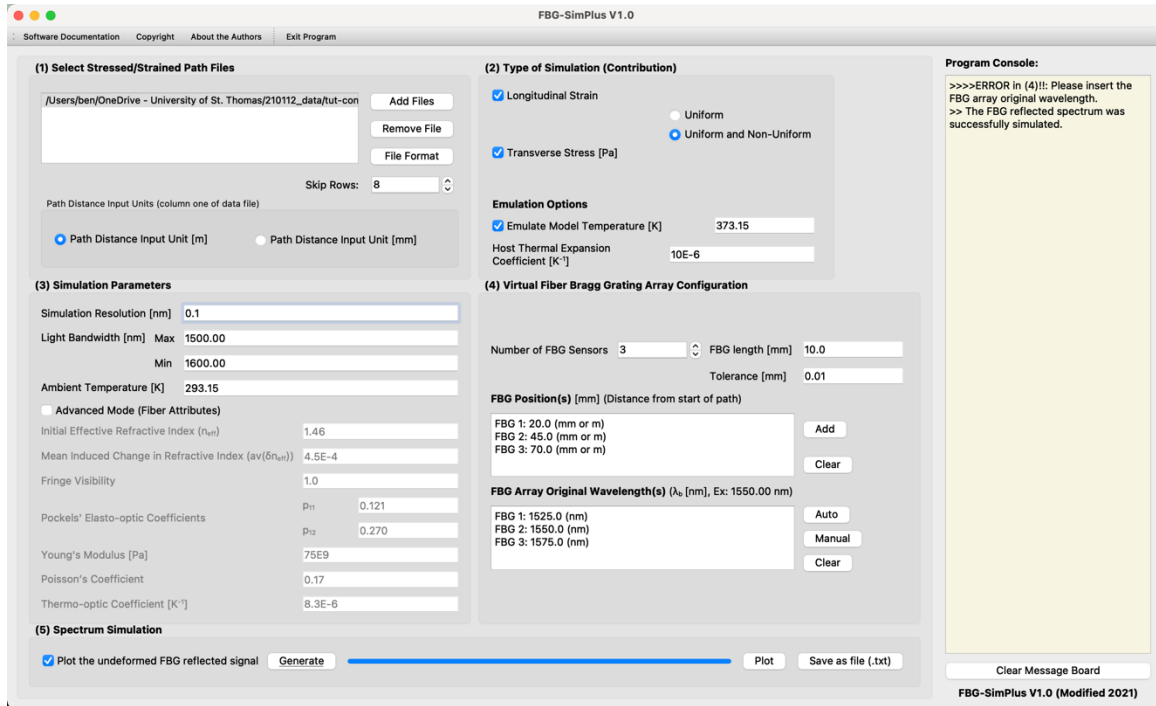 FBG-SimPlus V1.0
Software Documentation Copyright About the Authors Exit Program
(1) Select Stressed/Strained Path Files
/Users/ben/OneDrive - University of St. Thomas/210112_data/tut-con
Add Files
Remove File
File Format
Skip Rows: 8
Path Distance Input Units (column one of data file)
Path Distance Input Unit [m] Path Distance Input Unit [mm]
(2) Type of Simulation (Contribution)
Longitudinal Strain
Uniform
Uniform and Non-Uniform
Transverse Stress [Pa]
Emulation Options
Emulate Model Temperature [K] 373.15
Host Thermal Expansion
Coefficient [K⁻¹] 10E-6
(3) Simulation Parameters
Simulation Resolution [nm] 0.1
Light Bandwidth [nm] Max 1500.00
Min 1600.00
Ambient Temperature [K] 293.15
Advanced Mode (Fiber Attributes)
Initial Effective Refractive Index (nₑff) 1.46
Mean Induced Change in Refractive Index (av(δnₑff)) 4.5E-4
Fringe Visibility 1.0
Pockels' Elasto-optic Coefficients
p₁₁ 0.121
p₁₂ 0.270
Young's Modulus [Pa] 75E9
Poisson's Coefficient 0.17
Thermo-optic Coefficient [K⁻¹] 8.3E-6
(4) Virtual Fiber Bragg Grating Array Configuration
Number of FBG Sensors 3 FBG length [mm] 10.0
Tolerance [mm] 0.01
FBG Position(s) [mm] (Distance from start of path)
FBG 1: 20.0 (mm or m)
FBG 2: 45.0 (mm or m)
FBG 3: 70.0 (mm or m)
Add
Clear
FBG Array Original Wavelength(s) (λb [nm], Ex: 1550.00 nm)
FBG 1: 1525.0 (nm)
FBG 2: 1550.0 (nm)
FBG 3: 1575.0 (nm)
Auto
Manual
Clear
(5) Spectrum Simulation
Plot the undeformed FBG reflected signal Generate Plot Save as file (.txt)
Program Console:
>>>>ERROR in (4)!!: Please insert the
FBG array original wavelength.
>> The FBG reflected spectrum was
successfully simulated.
Clear Message Board
FBG-SimPlus V1.0 (Modified 2021)